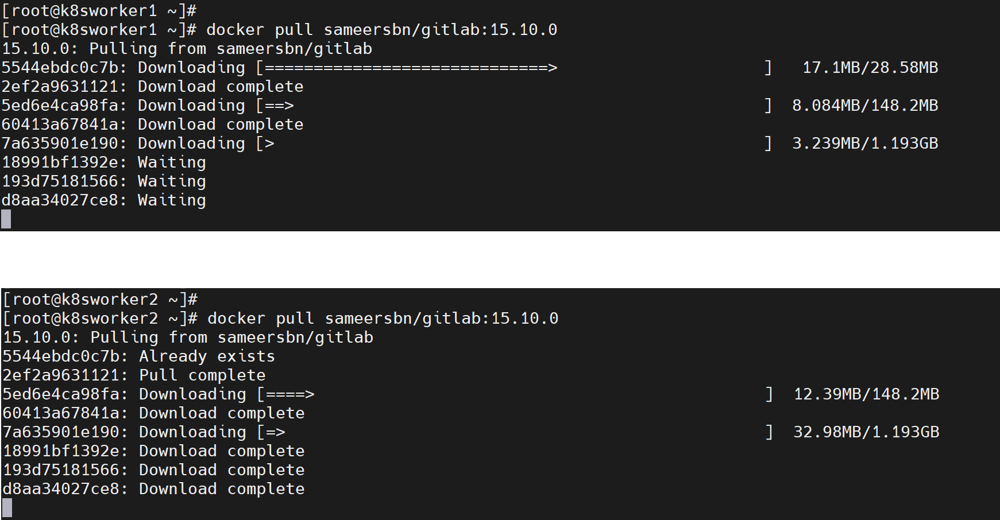 [root@k8sworker1 ~]#
[root@k8sworker1 ~]# docker pull sameersbn/gitlab:15.10.0
15.10.0: Pulling from sameersbn/gitlab
5544ebdc0c7b: Downloading [=============================>                     ]   17.1MB/28.58MB
2ef2a9631121: Download complete
5ed6e4ca98fa: Downloading [==>                                                ]  8.084MB/148.2MB
60413a67841a: Download complete
7a635901e190: Downloading [>                                                  ]  3.239MB/1.193GB
18991bf1392e: Waiting
193d75181566: Waiting
d8aa34027ce8: Waiting
[root@k8sworker2 ~]#
[root@k8sworker2 ~]# docker pull sameersbn/gitlab:15.10.0
15.10.0: Pulling from sameersbn/gitlab
5544ebdc0c7b: Already exists
2ef2a9631121: Pull complete
5ed6e4ca98fa: Downloading [====>                                              ]  12.39MB/148.2MB
60413a67841a: Download complete
7a635901e190: Downloading [=>                                                 ]  32.98MB/1.193GB
18991bf1392e: Download complete
193d75181566: Download complete
d8aa34027ce8: Download complete